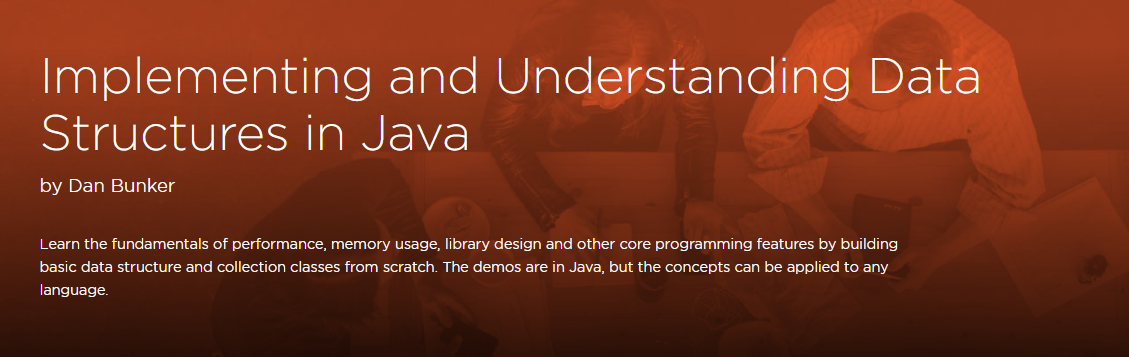 Implementing and Understanding Data
Structures in Java
by Dan Bunker
Learn the fundamentals of performance, memory usage, library design and other core programming features by building
basic data structure and collection classes from scratch. The demos are in Java, but the concepts can be applied to any
language.